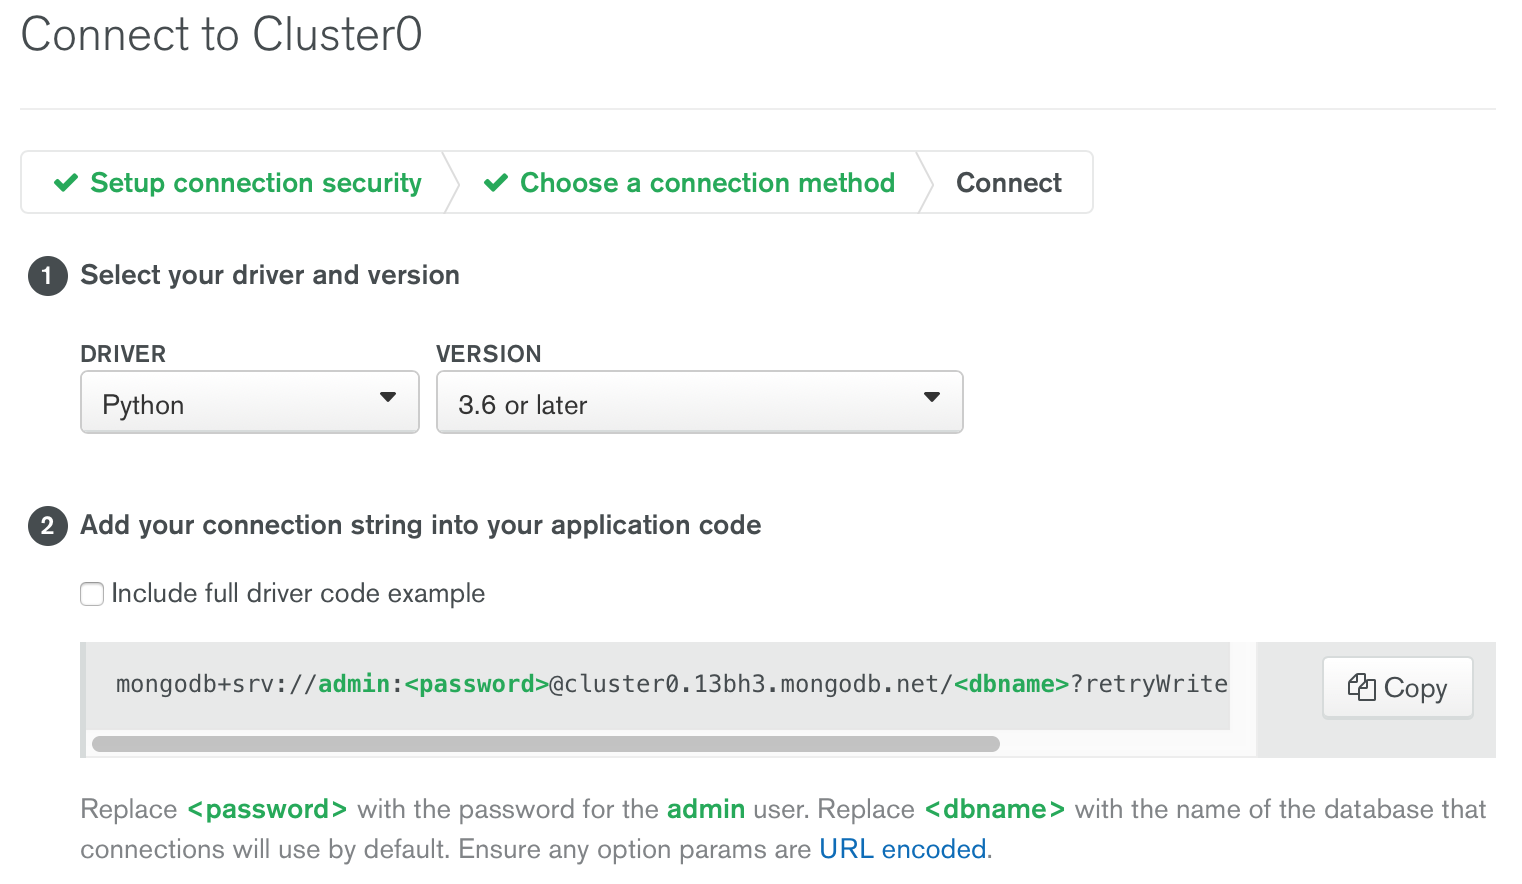 Connect to Cluster0
Setup connection security
Choose a connection method
Connect
1 Select your driver and version
DRIVER
VERSION
Python
3.6 or later
2 Add your connection string into your application code
Include full driver code example
mongodb+srv://admin:<password>@cluster0.13bh3.mongodb.net/<dbname>?retryWrite
Copy
Replace <password> with the password for the admin user. Replace <dbname> with the name of the database that
connections will use by default. Ensure any option params are URL encoded.